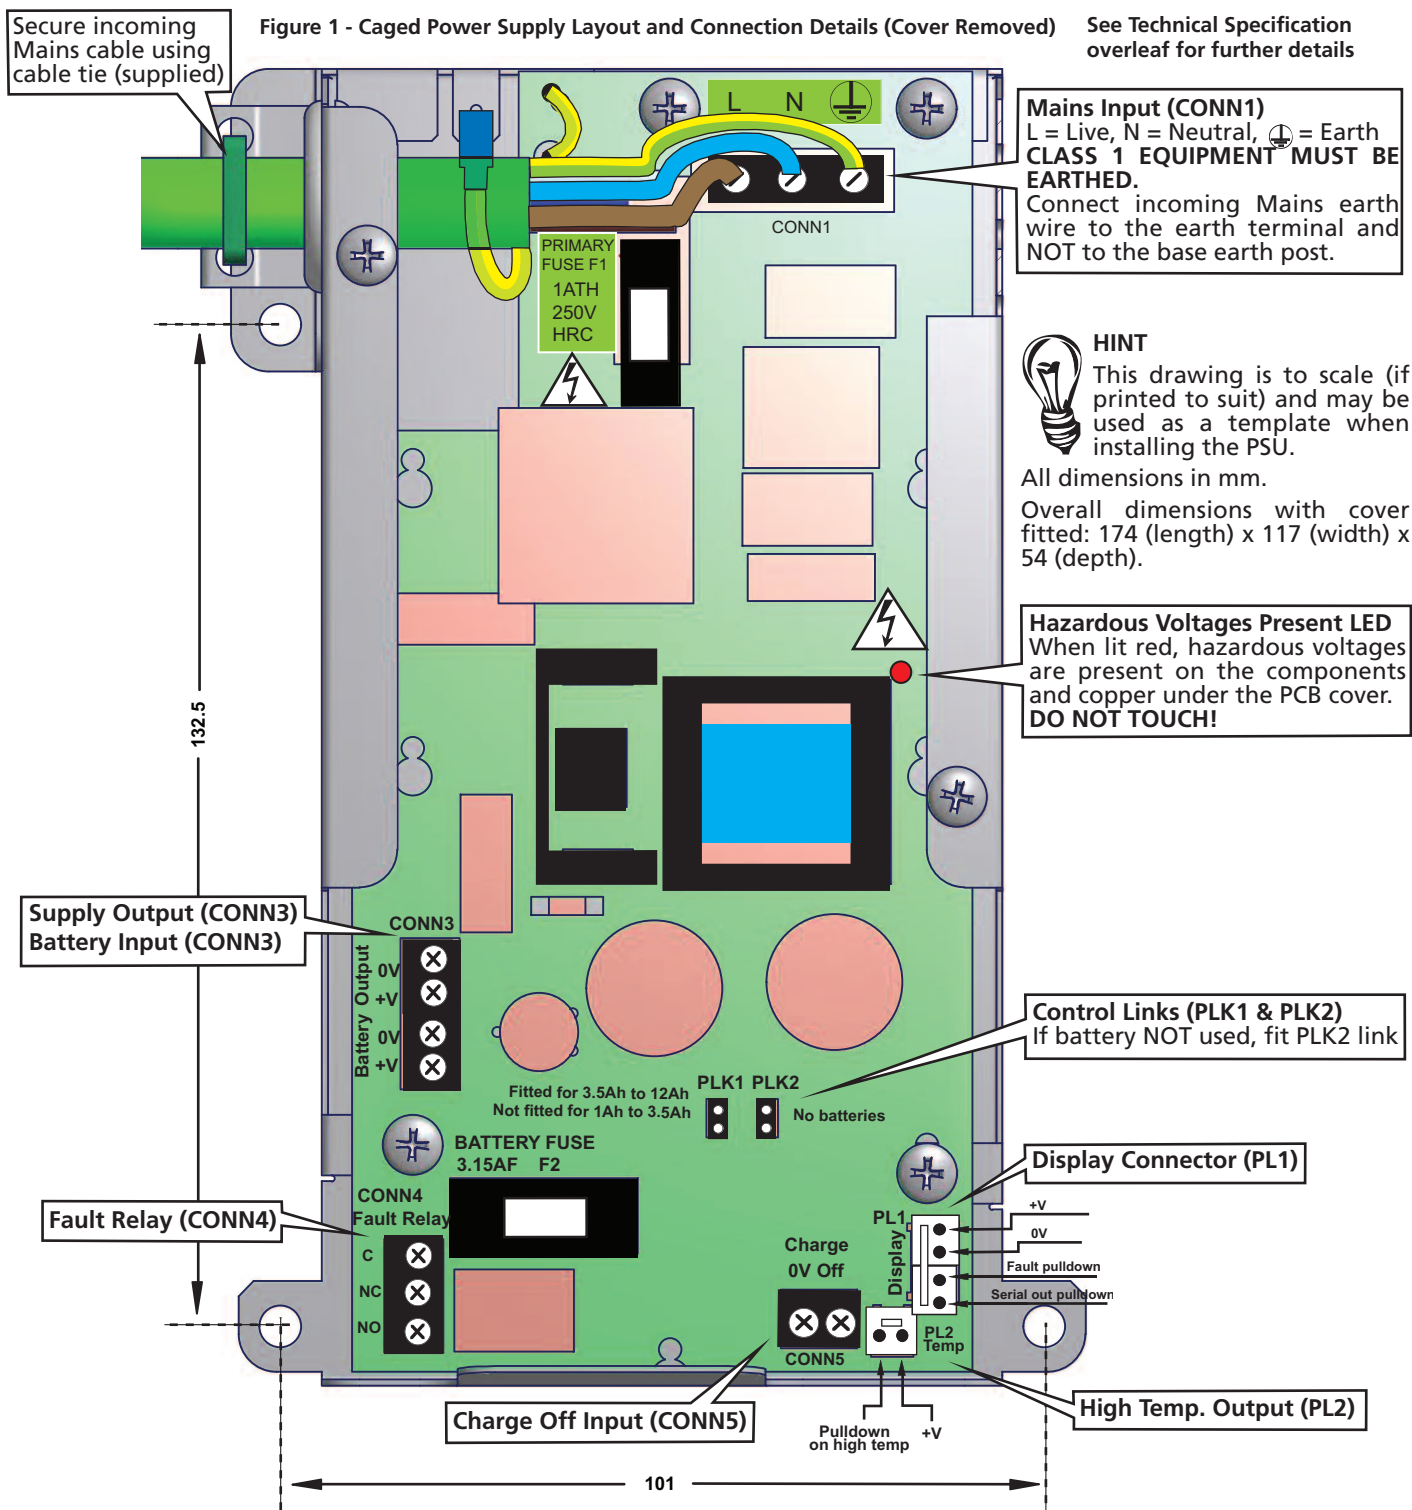 Secure incoming
Mains cable using
cable tie (supplied)
Figure 1 - Caged Power Supply Layout and Connection Details (Cover Removed)
See Technical Specification
overleaf for further details
L N
Mains Input (CONN1)
L = Live, N = Neutral, = Earth
CLASS 1 EQUIPMENT MUST BE
EARTHED.
Connect incoming Mains earth
wire to the earth terminal and
NOT to the base earth post.
CONN1
PRIMARY
FUSE F1
1ATH
250V
HRC
HINT
This drawing is to scale (if
printed to suit) and may be
used as a template when
installing the PSU.
All dimensions in mm.
Overall dimensions with cover
fitted: 174 (length) x 117 (width) x
54 (depth).
Hazardous Voltages Present LED
When lit red, hazardous voltages
are present on the components
and copper under the PCB cover.
DO NOT TOUCH!
132.5
Supply Output (CONN3)
Battery Input (CONN3)
CONN3
Battery Output
0V
+V
0V
+V
Control Links (PLK1 & PLK2)
If battery NOT used, fit PLK2 link
Fitted for 3.5Ah to 12Ah
Not fitted for 1Ah to 3.5Ah
PLK1 PLK2
No batteries
BATTERY FUSE
3.15AF F2
Display Connector (PL1)
CONN4
Fault Relay
Fault Relay (CONN4)
C
NC
NO
PL1
Display
+V
0V
Fault pulldown
Serial out pulldown
Charge
0V Off
CONN5
PL2
Temp
Charge Off Input (CONN5)
Pulldown
on high temp
+V
High Temp. Output (PL2)
101